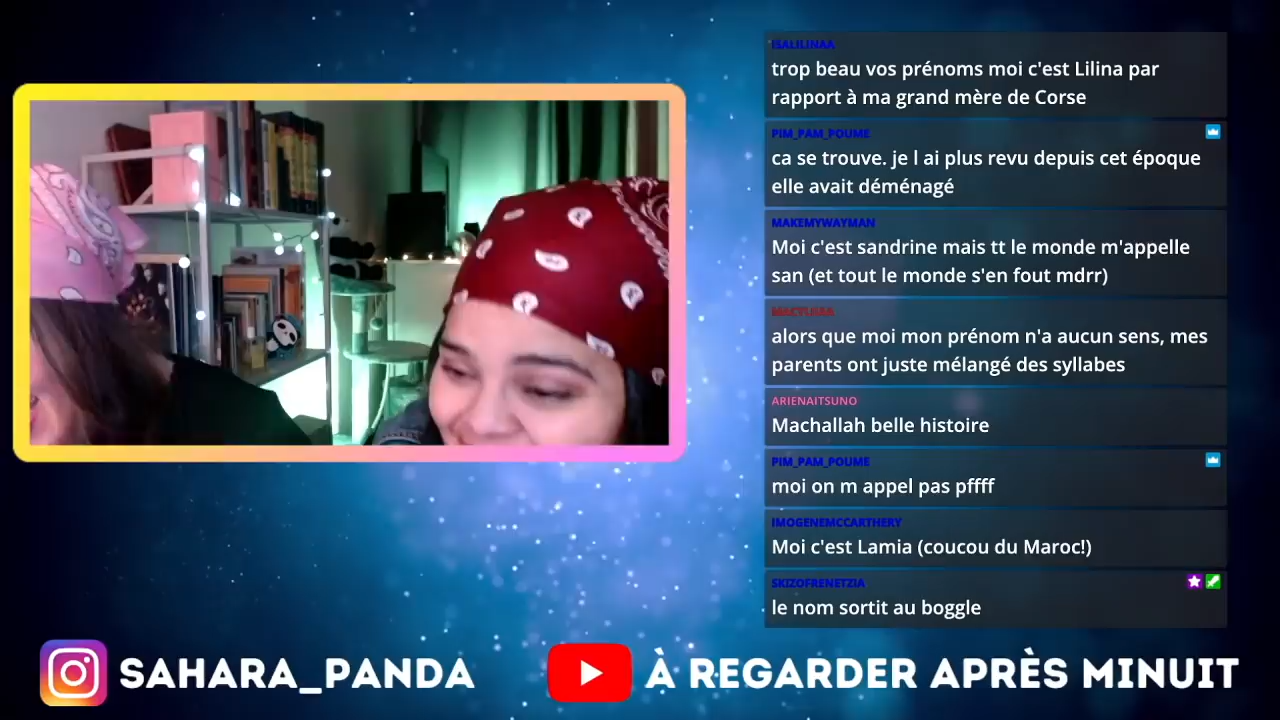 ISALILINAA
trop beau vos prénoms moi c'est Lilina par
rapport à ma grand mère de Corse
PIM_PAM_POUME
ca se trouve. je l ai plus revu depuis cet époque
elle avait déménagé
MAKEMYWAYMAN
Moi c'est sandrine mais tt le monde m'appelle
san (et tout le monde s'en fout mdrr)
alors que moi mon prénom n'a aucun sens, mes
parents ont juste mélangé des syllabes
ARIENAITSUNO
Machallah belle histoire
PIM_PAM_POUME
moi on m appel pas pffff
IMOGENEMCCARTHERY
Moi c'est Lamia (coucou du Maroc!)
SKIZOFRENETZIA
le nom sortit au boggle
SAHARA_PANDA
À REGARDER APRÈS MINUIT